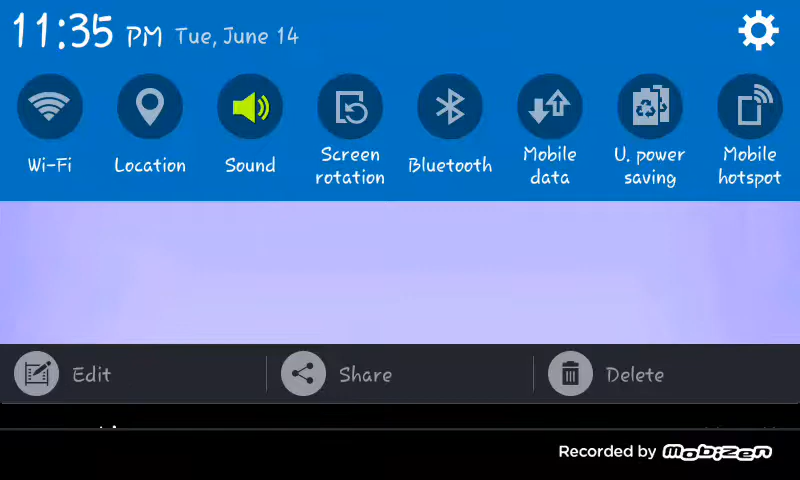 11:35 PM Tue, June 14
Wi-Fi
Location
Sound
Screen
rotation
Bluetooth
Mobile
data
U. power
saving
Mobile
hotspot
Edit
Share
Delete
Recorded by mobizen